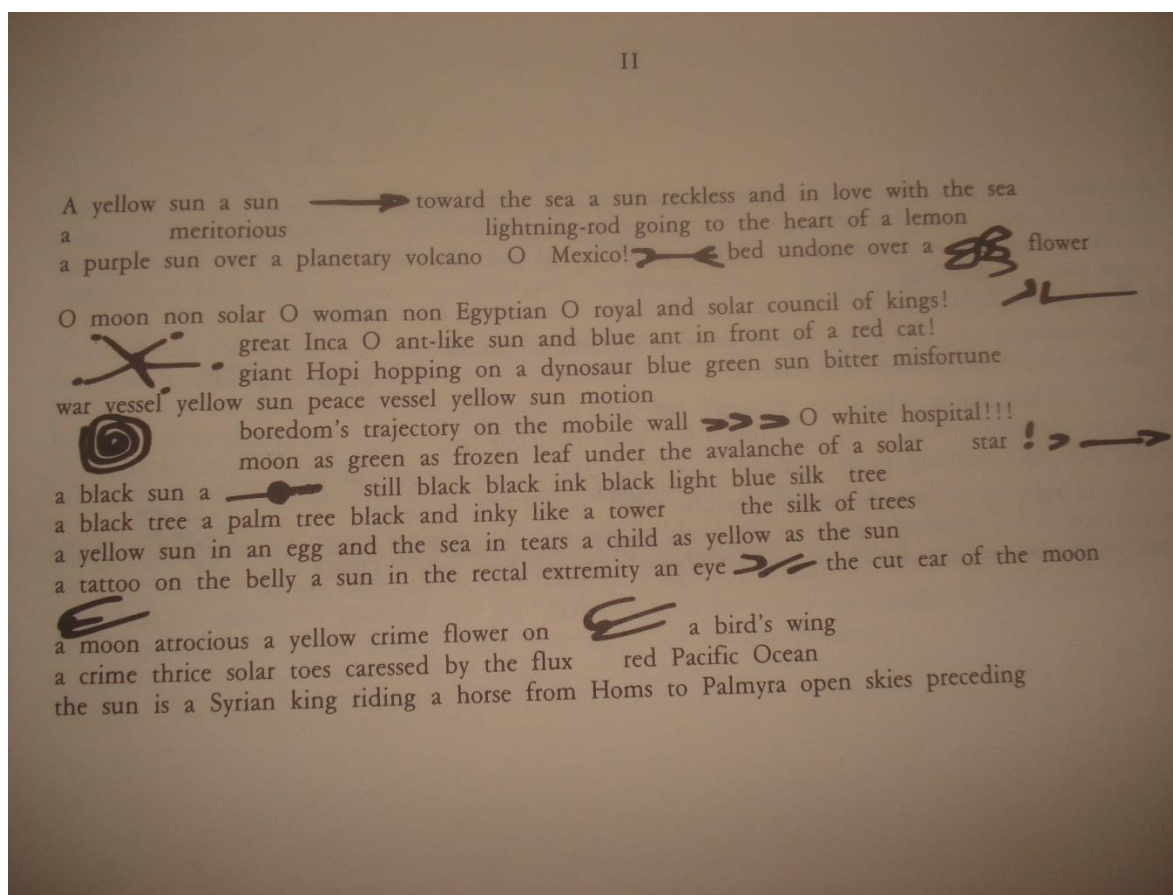 II
A yellow sun a sun toward the sea a sun reckless and in love with the sea
a meritorious lightning-rod going to the heart of a lemon
a purple sun over a planetary volcano O Mexico! bed undone over a flower
O moon non solar O woman non Egyptian O royal and solar council of kings!
great Inca O ant-like sun and blue ant in front of a red cat!
giant Hopi hopping on a dynosaur blue green sun bitter misfortune
war vessel yellow sun peace vessel yellow sun motion
boredom's trajectory on the mobile wall >>> O white hospital!!!
moon as green as frozen leaf under the avalanche of a solar star !
a black sun a still black black ink black light blue silk tree
a black tree a palm tree black and inky like a tower the silk of trees
a yellow sun in an egg and the sea in tears a child as yellow as the sun
a tattoo on the belly a sun in the rectal extremity an eye the cut ear of the moon
a moon atrocious a yellow crime flower on a bird's wing
a crime thrice solar toes caressed by the flux red Pacific Ocean
the sun is a Syrian king riding a horse from Homs to Palmyra open skies preceding